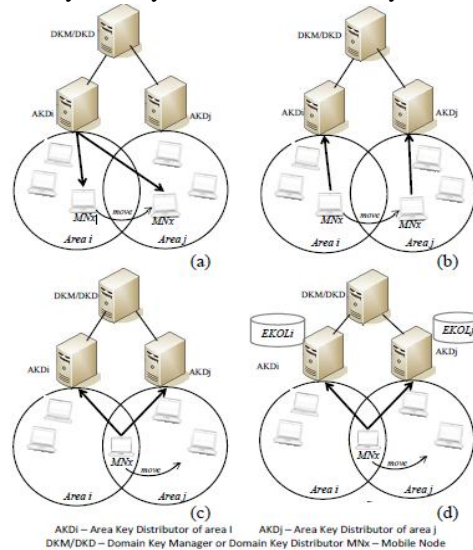 DKM/DKD
AKDi
AKDj
MNx
move
MNx
Area i
Area j
(a)
DKM/DKD
AKDi
AKDj
MNx
move
MNx
Area i
Area j
(b)
DKM/DKD
AKDi
AKDj
MNx
move
Area i
Area j
(c)
DKM/DKD
EKOLi
EKOLj
AKDi
AKDj
MNx
move
Area i
Area j
(d)
AKDi – Area Key Distributor of area I AKDj – Area Key Distributor of area j
DKM/DKD – Domain Key Manager or Domain Key Distributor MNx – Mobile Node